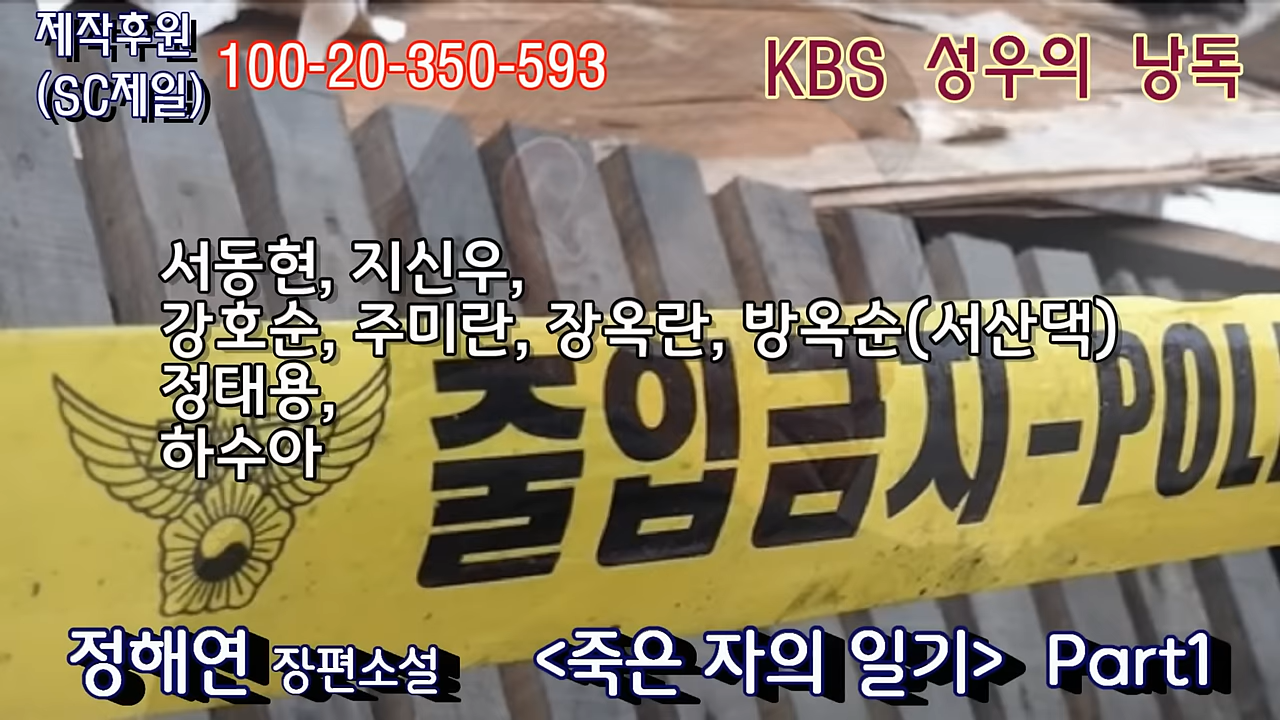 제작후원
(SC제일)
100-20-350-593
KBS 성우의 낭독
서동현, 지신우,
강호순, 주미란, 장옥란, 방옥순(서산댁)
정태용,
하수아
출입금지-POLI
정해연 장편소설 <죽은 자의 일기> Part1